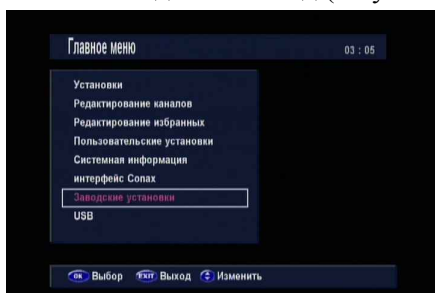 Главное меню
03 : 05
Установки
Редактирование каналов
Редактирование избранных
Пользовательские установки
Системная информация
интерфейс Conax
Заводские установки
USB
OK Выбор EXIT Выход Изменить